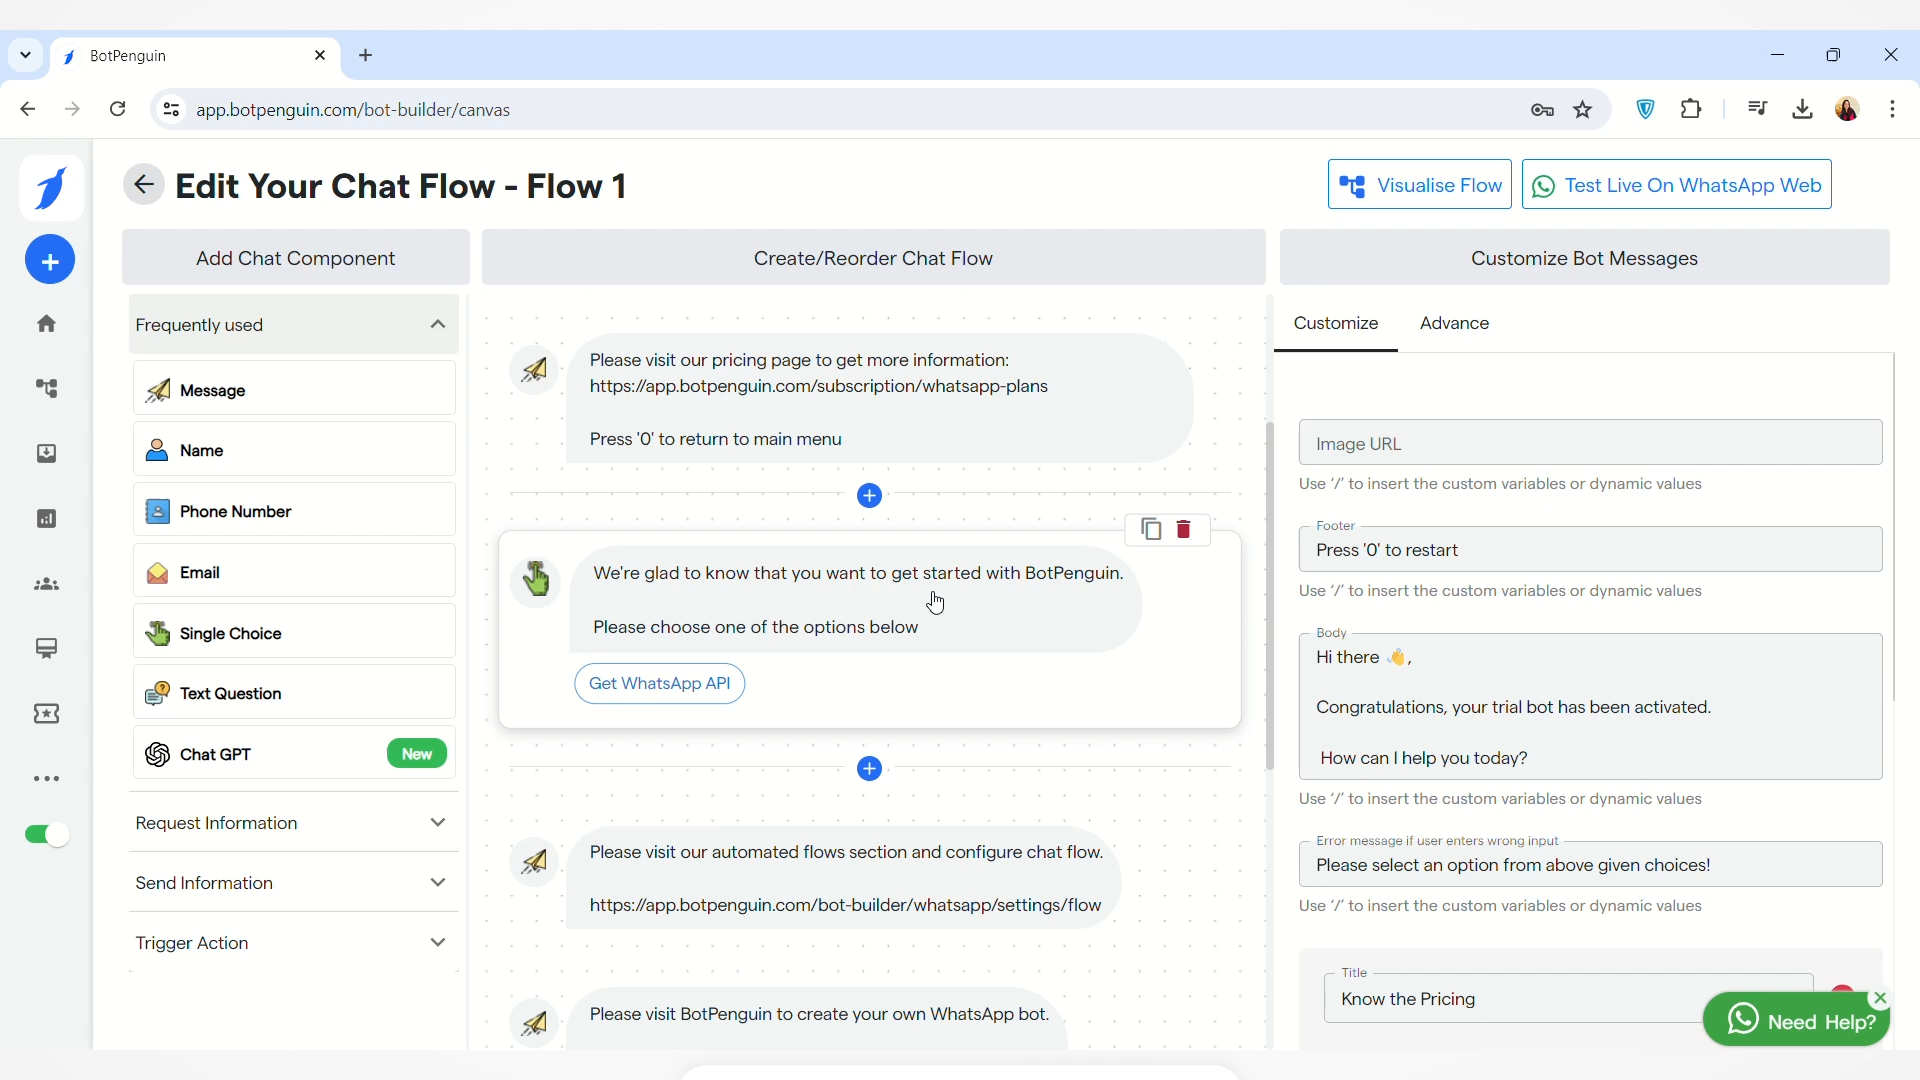 BotPenguin
app.botpenguin.com/bot-builder/canvas
Edit Your Chat Flow - Flow 1
Visualise Flow
Test Live On WhatsApp Web
Add Chat Component
Create/Reorder Chat Flow
Customize Bot Messages
Frequently used
Message
Name
Phone Number
Email
Single Choice
Text Question
Chat GPT
New
Request Information
Send Information
Trigger Action
Please visit our pricing page to get more information:
https://app.botpenguin.com/subscription/whatsapp-plans
Press '0' to return to main menu
We're glad to know that you want to get started with BotPenguin.
Please choose one of the options below
Get WhatsApp API
Please visit our automated flows section and configure chat flow.
https://app.botpenguin.com/bot-builder/whatsapp/settings/flow
Please visit BotPenguin to create your own WhatsApp bot.
Customize
Advance
Image URL
Use '/' to insert the custom variables or dynamic values
Footer
Press '0' to restart
Use '/' to insert the custom variables or dynamic values
Body
Hi there 👋,
Congratulations, your trial bot has been activated.
How can I help you today?
Use '/' to insert the custom variables or dynamic values
Error message if user enters wrong input
Please select an option from above given choices!
Use '/' to insert the custom variables or dynamic values
Title
Know the Pricing
Need Help?